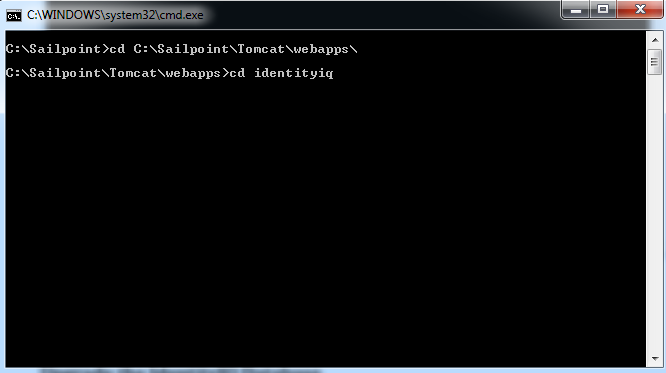 C:\WINDOWS\system32\cmd.exe
C:\Sailpoint>cd C:\Sailpoint\Tomcat\webapps\
C:\Sailpoint\Tomcat\webapps>cd identityiq